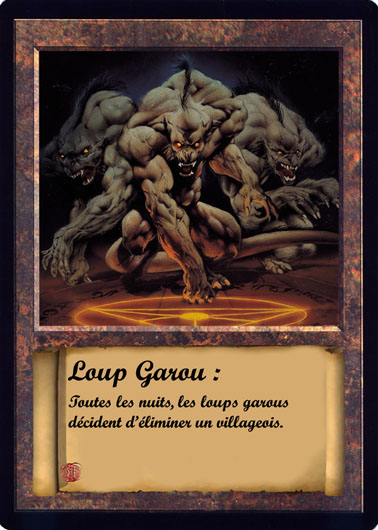 Loup Garou :
Toutes les nuits, les loups garous
décident d'éliminer un villageois.